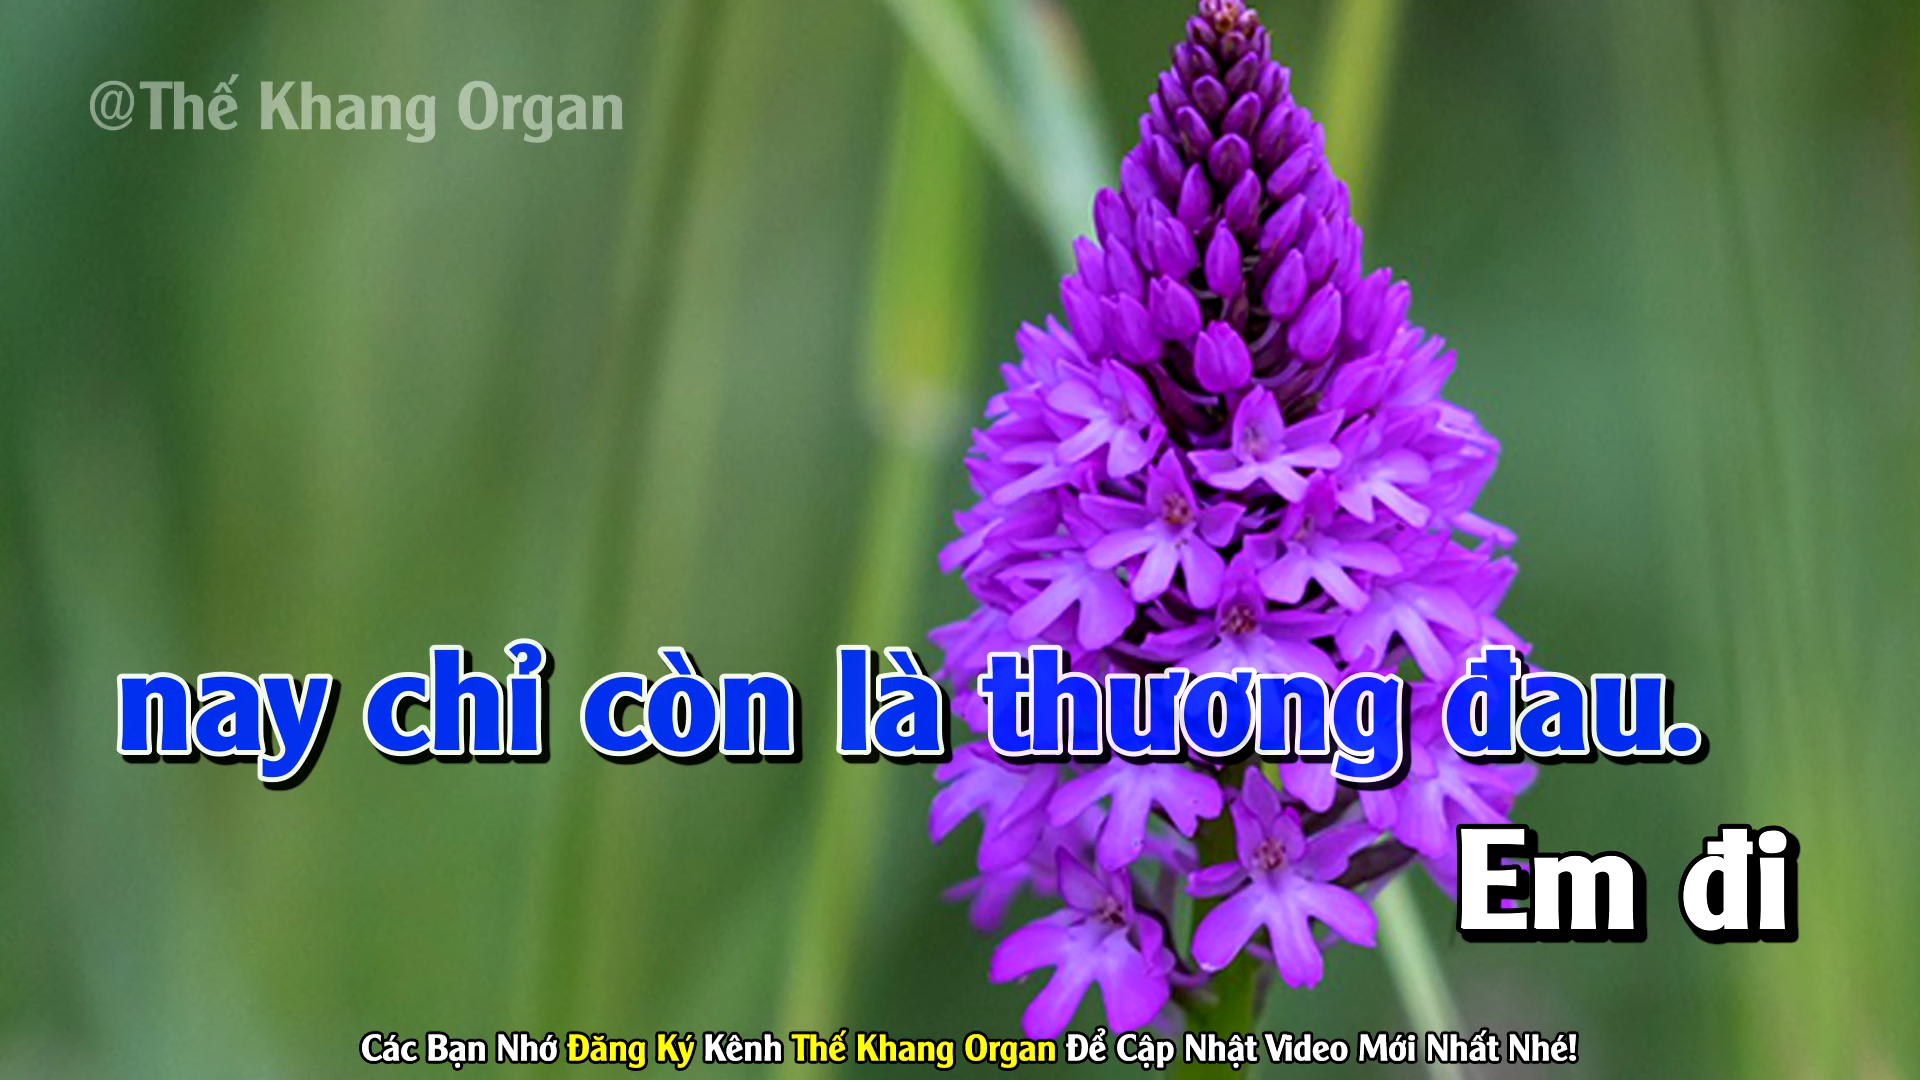 @Thế Khang Organ
nay chỉ còn là thương đau.
Em đi
Các Bạn Nhớ Đăng Ký Kênh Thế Khang Organ Để Cập Nhật Video Mới Nhất Nhé!